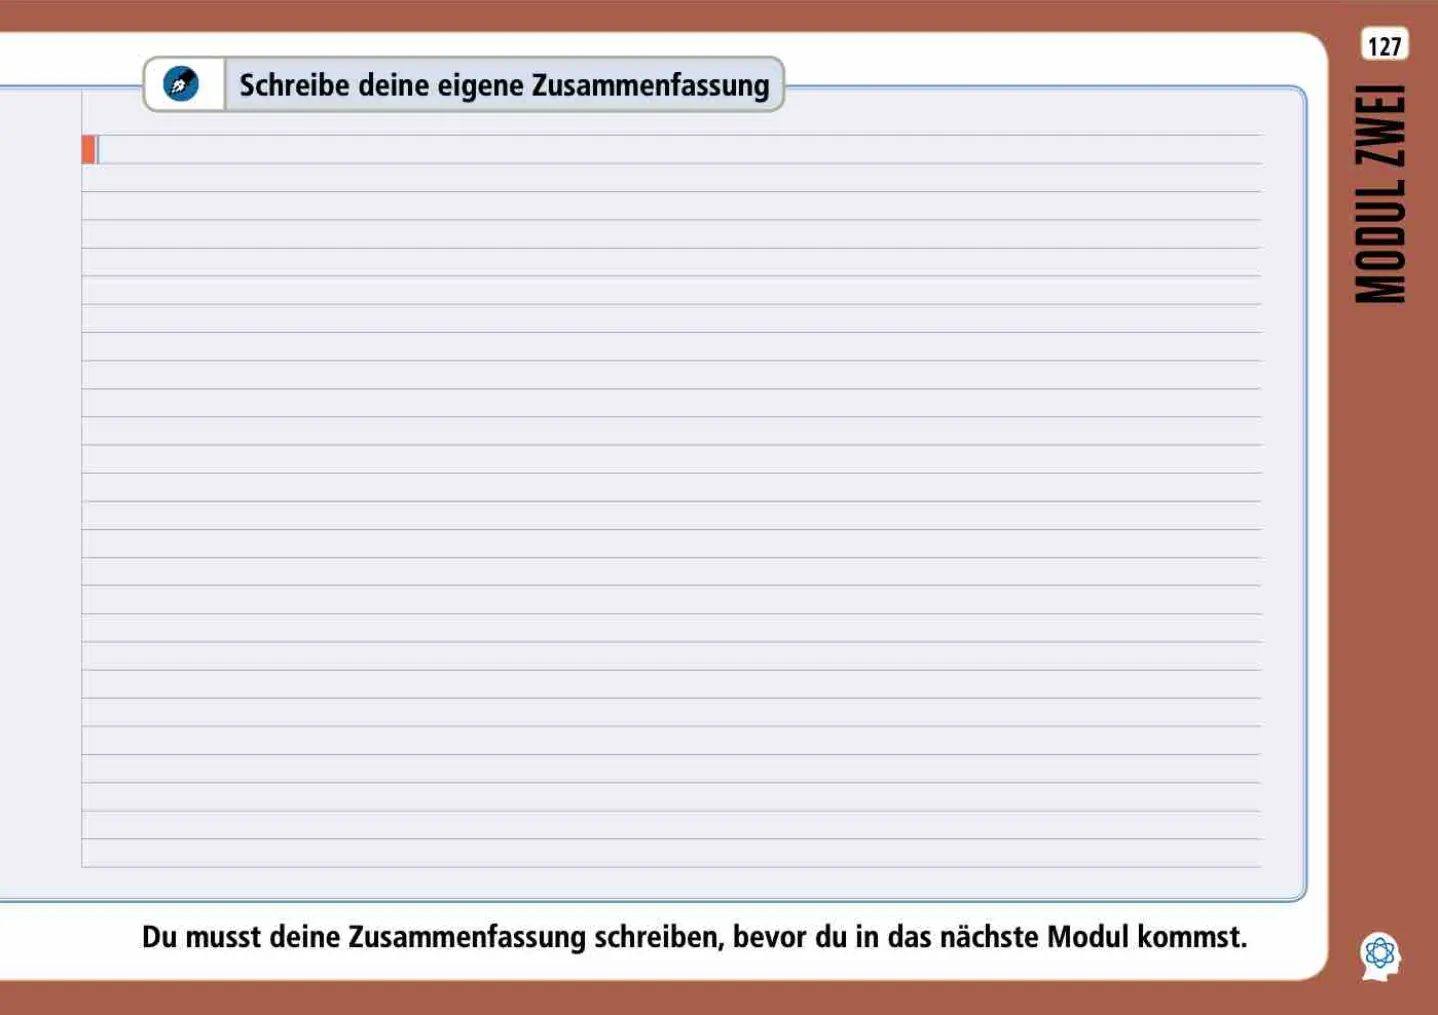 Schreibe deine eigene Zusammenfassung
127
MODUL ZWEI
Du musst deine Zusammenfassung schreiben, bevor du in das nächste Modul kommst.